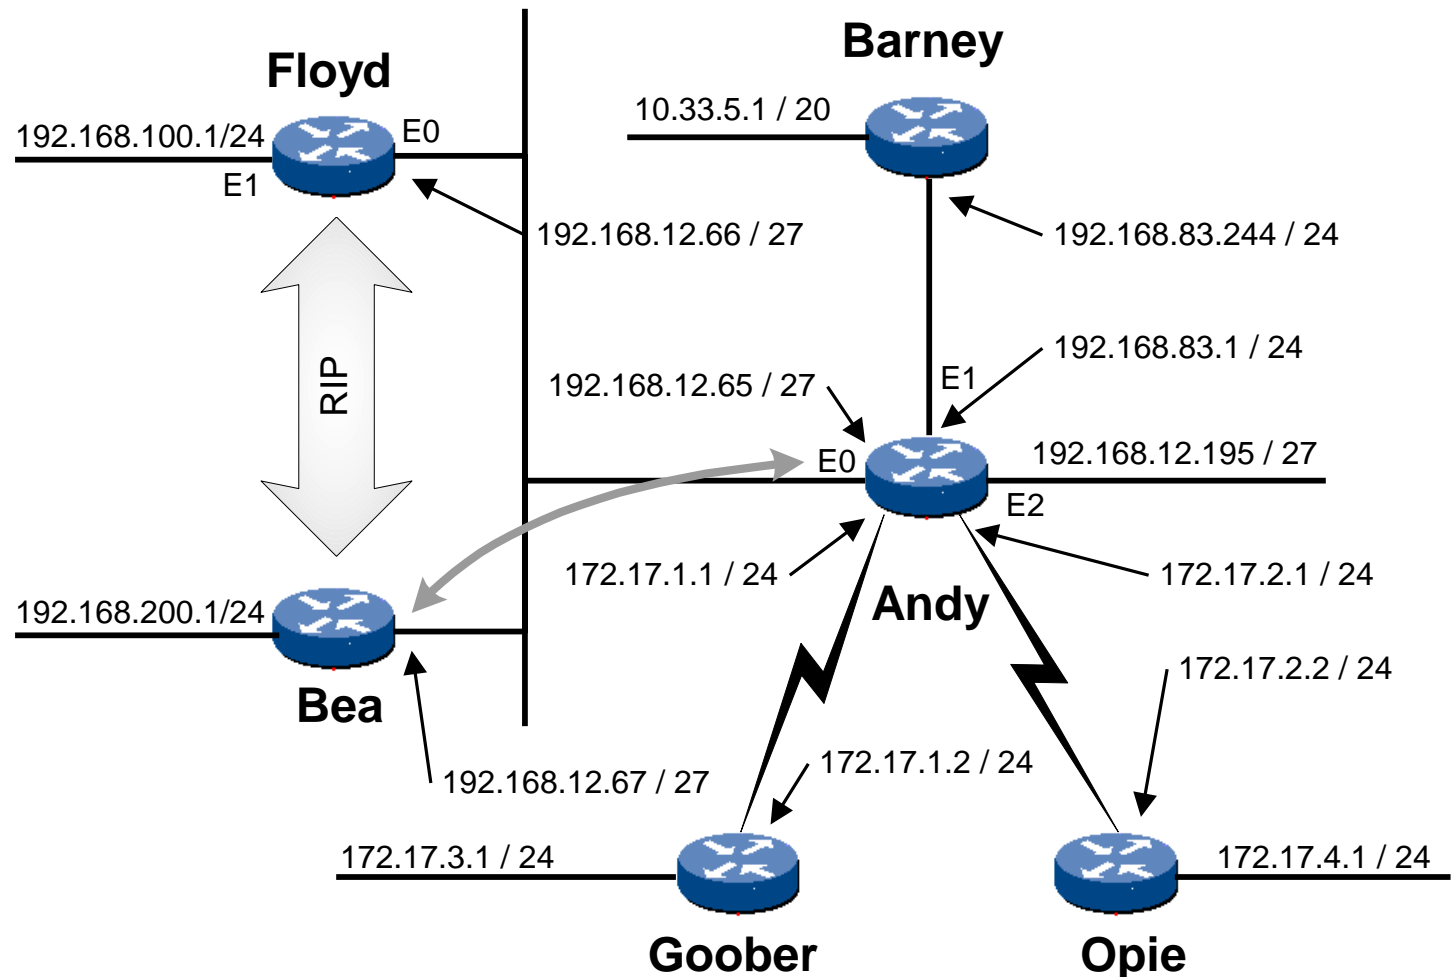 Barney
Floyd
10.33.5.1 / 20
192.168.100.1/24
E0
E1
192.168.12.66 / 27
192.168.83.244 / 24
RIP
192.168.83.1 / 24
192.168.12.65 / 27
E1
E0
192.168.12.195 / 27
E2
172.17.1.1 / 24
172.17.2.1 / 24
Andy
192.168.200.1/24
172.17.2.2 / 24
Bea
172.17.1.2 / 24
192.168.12.67 / 27
172.17.3.1 / 24
172.17.4.1 / 24
Goober
Opie